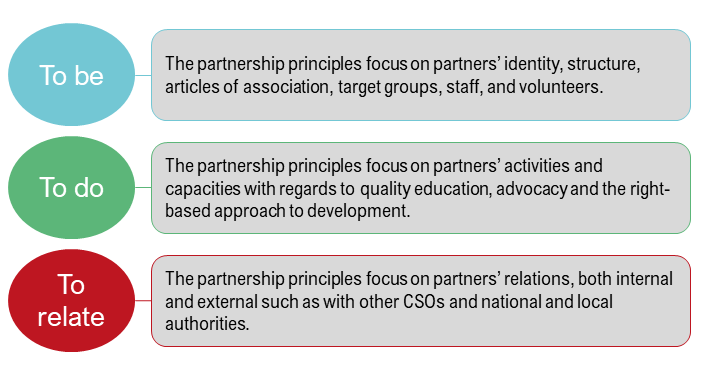 To be
The partnership principles focus on partners’ identity, structure,
articles of association, target groups, staff, and volunteers.
To do
The partnership principles focus on partners’ activities and
capacities with regards to quality education, advocacy and the right-
based approach to development.
To
relate
The partnership principles focus on partners’ relations, both internal
and external such as with other CSOs and national and local
authorities.